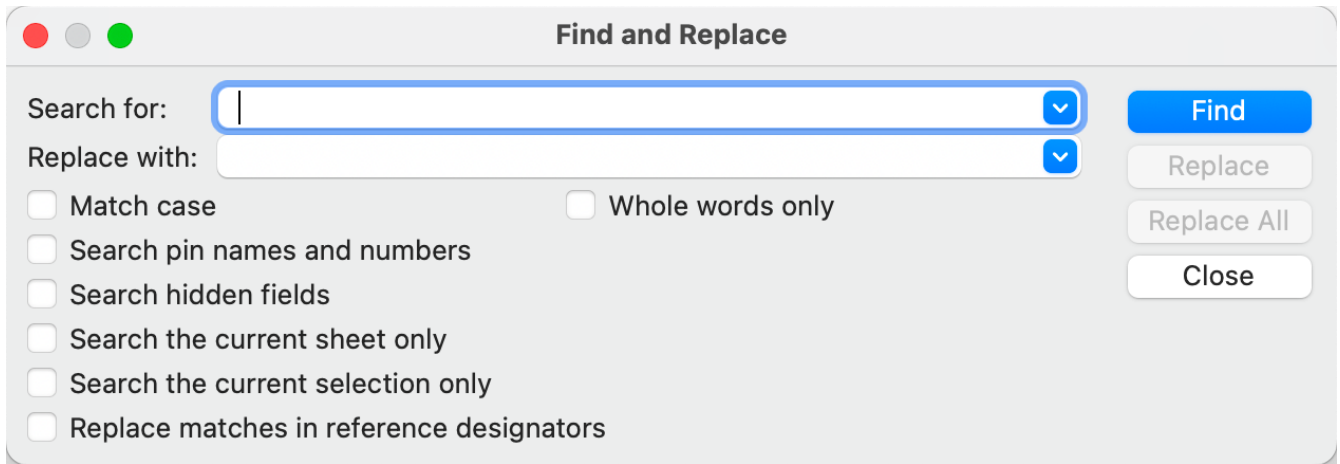 Find and Replace
Search for:
Find
Replace with:
Replace
Match case
Whole words only
Replace All
Search pin names and numbers
Search hidden fields
Close
Search the current sheet only
Search the current selection only
Replace matches in reference designators